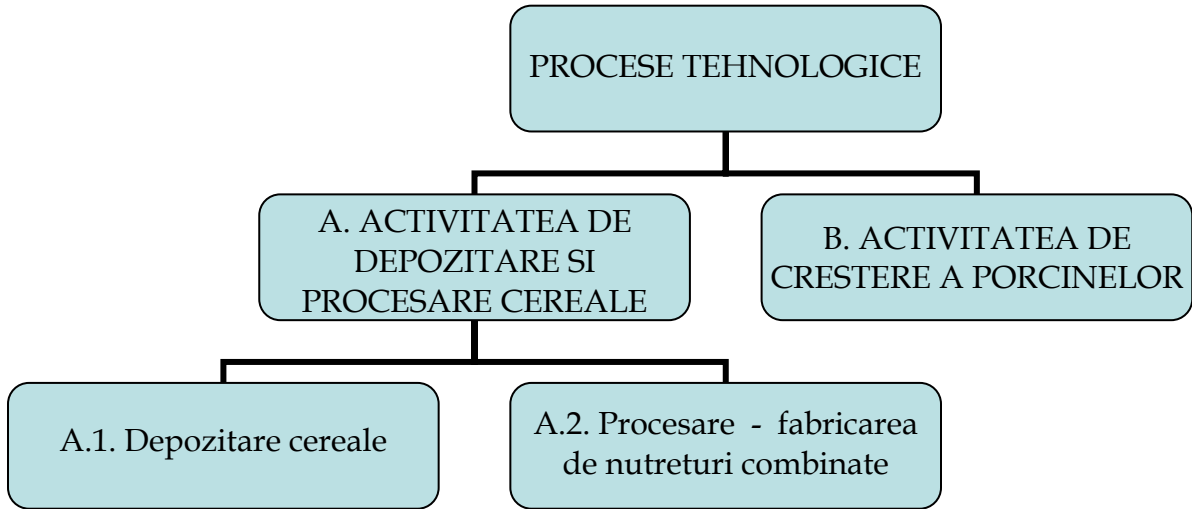 PROCESE TEHNOLOGICE
A. ACTIVITATEA DE
DEPOZITARE SI
PROCESARE CEREALE
B. ACTIVITATEA DE
CRESTERE A PORCINELOR
A.1. Depozitare cereale
A.2. Procesare - fabricarea
de nutreturi combinate